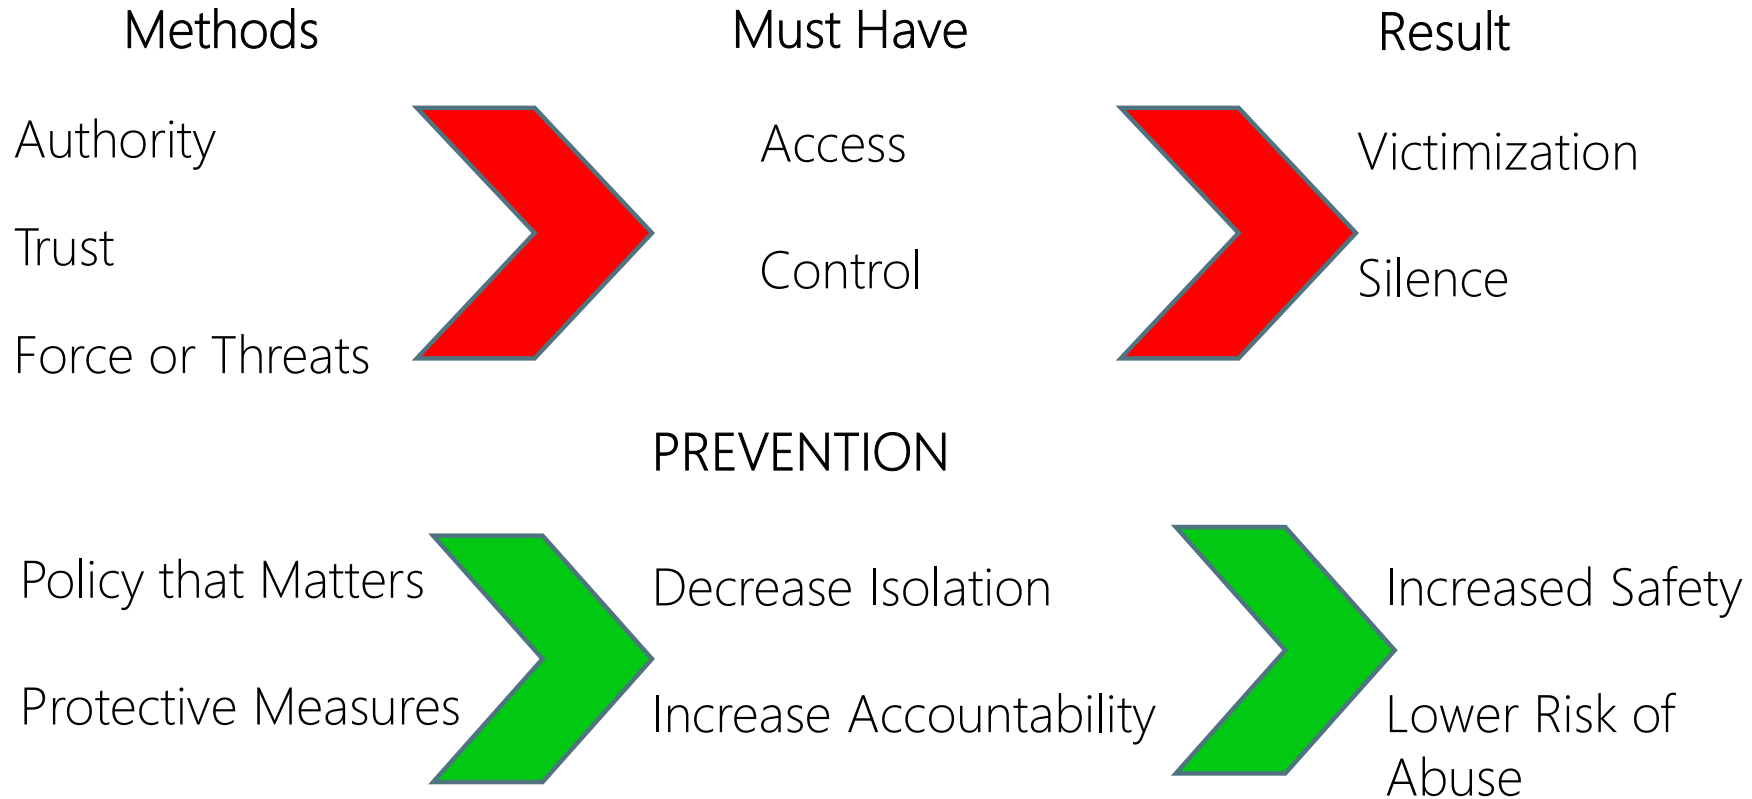 Methods
Must Have
Result
Authority
Access
Victimization
Trust
Control
Silence
Force or Threats
PREVENTION
Policy that Matters
Decrease Isolation
Increased Safety
Protective Measures
Increase Accountability
Lower Risk of
Abuse